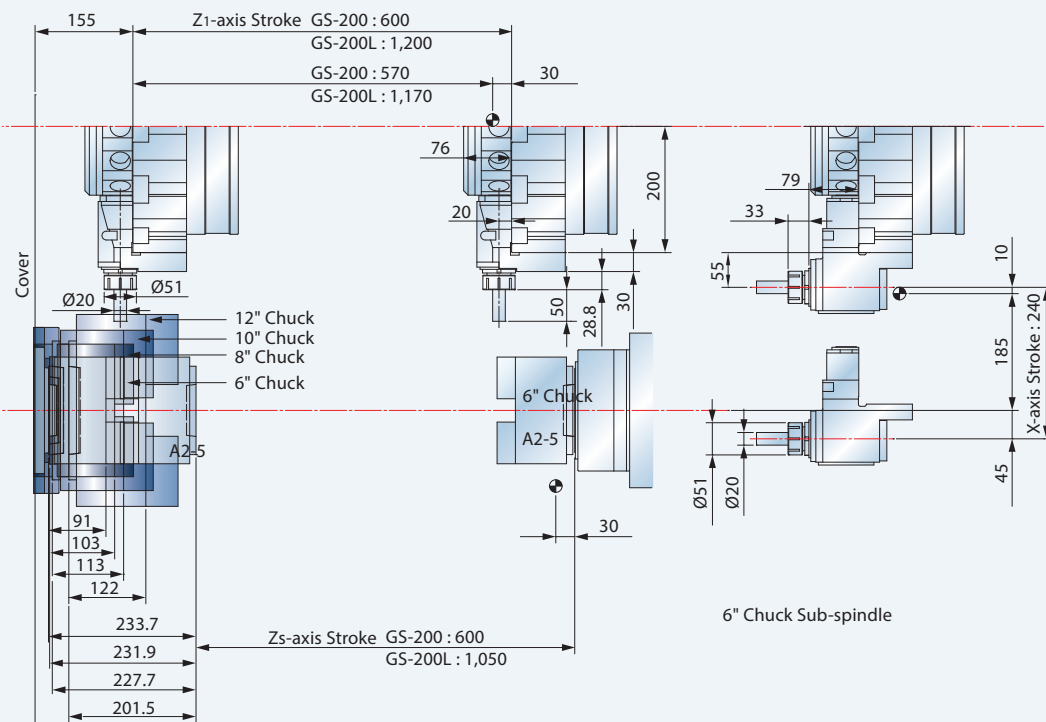 155
Z1-axis Stroke GS-200 : 600
GS-200L : 1,200
GS-200 : 570
30
GS-200L : 1,170
76
200
79
20
33
10
Cover
55
Ø51
Ø20
50
28.8
30
12" Chuck
10" Chuck
8" Chuck
6" Chuck
185
X-axis Stroke : 240
6" Chuck
A2-5
A2-5
Ø51
Ø20
45
91
30
103
113
122
6" Chuck Sub-spindle
233.7
Zs-axis Stroke GS-200 : 600
231.9
GS-200L : 1,050
227.7
201.5